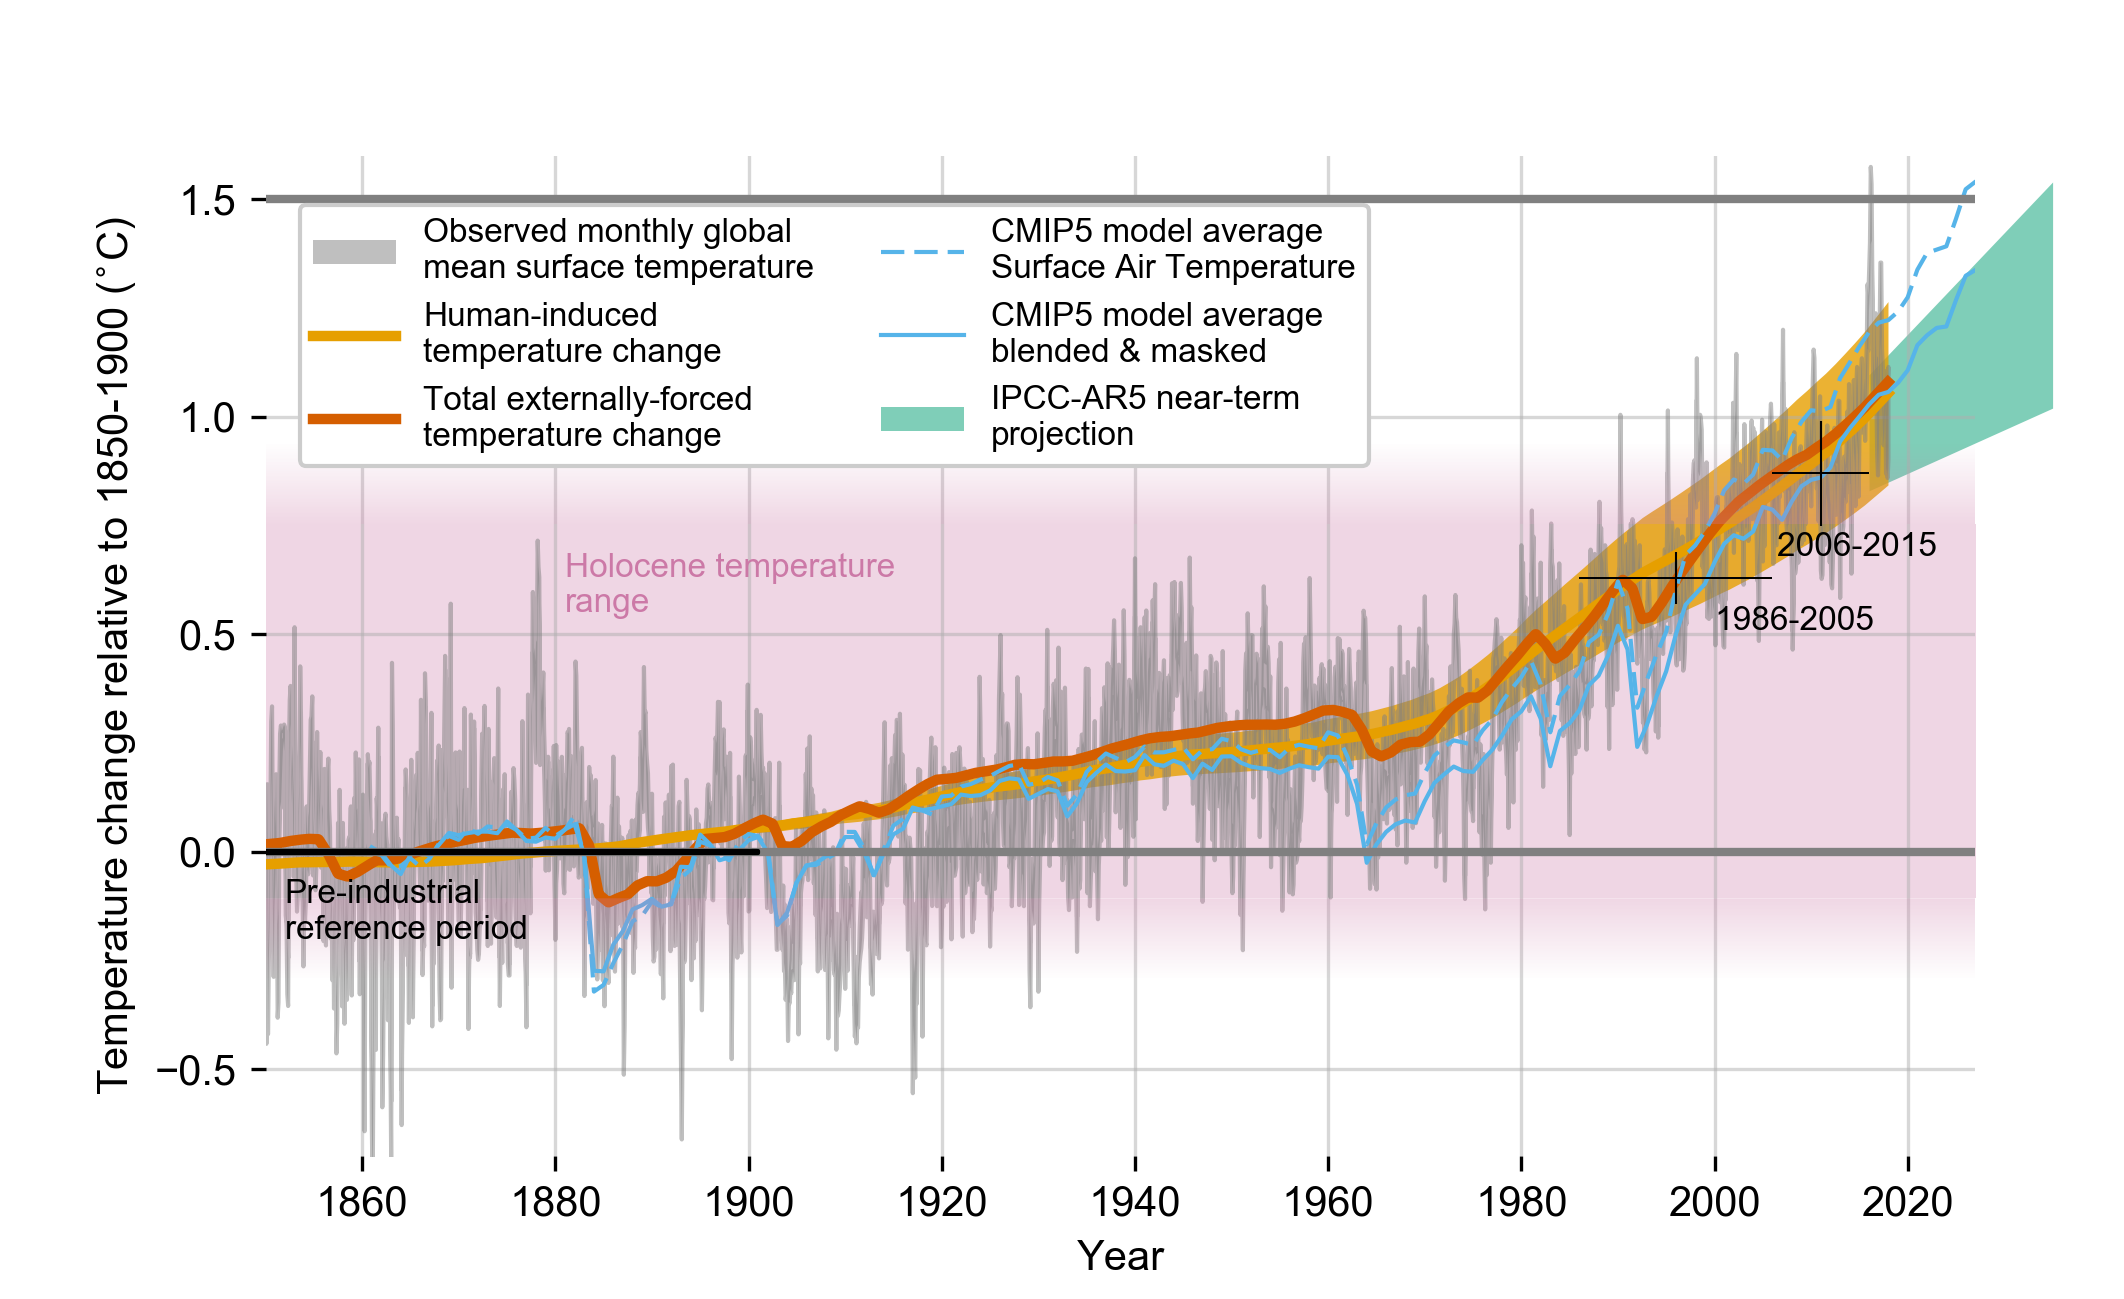 1.5
1.0
0.5
0.0
−0.5
Temperature change relative to 1850-1900 (°C)
Observed monthly global
mean surface temperature
Human-induced
temperature change
Total externally-forced
temperature change
CMIP5 model average
Surface Air Temperature
CMIP5 model average
blended & masked
IPCC-AR5 near-term
projection
Holocene temperature
range
2006-2015
1986-2005
Pre-industrial
reference period
1860
1880
1900
1920
1940
1960
1980
2000
2020
Year